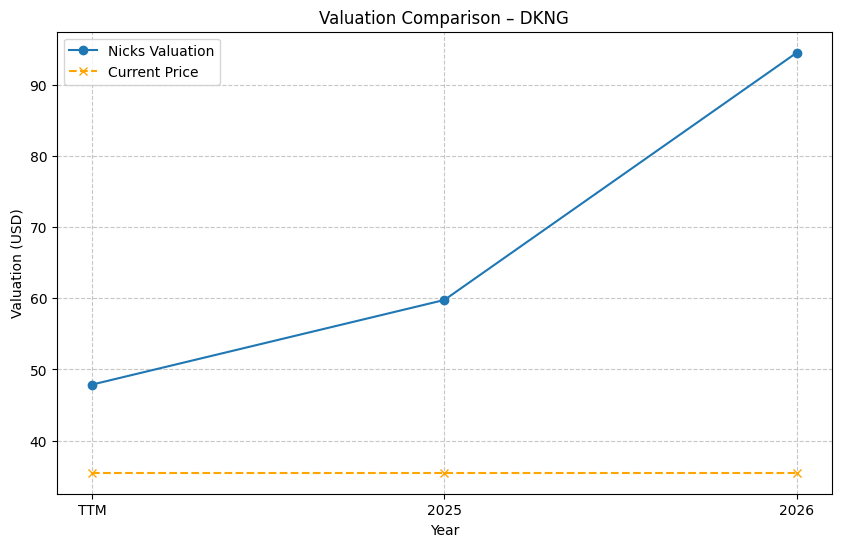 Valuation Comparison – DKNG
Nicks Valuation
Current Price
Valuation (USD)
90
80
70
60
50
40
TTM
2025
2026
Year